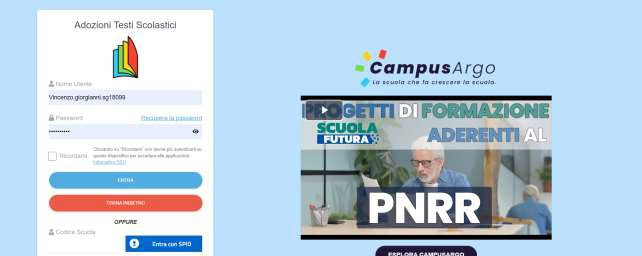 Adozioni Testi Scolastici
Nome Utente
Vincenzo.giorgianni.sg18099
Password
Recupera la password
••••••••••
Ricordami
Cliccando su "Ricordami" non dovrai più autenticarti su
questo dispositivo per accedere alle applicazioni.
Informativa SSO
ENTRA
TORNA INDIETRO
OPPURE
Codice Scuola
Entra con SPID
CampusArgo
La scuola che fa crescere la scuola.
PROGETTI DI FORMAZIONE
SCUOLA
FUTURA
ADERENTI AL
PNRR
ESPLORA CAMPUSARGO